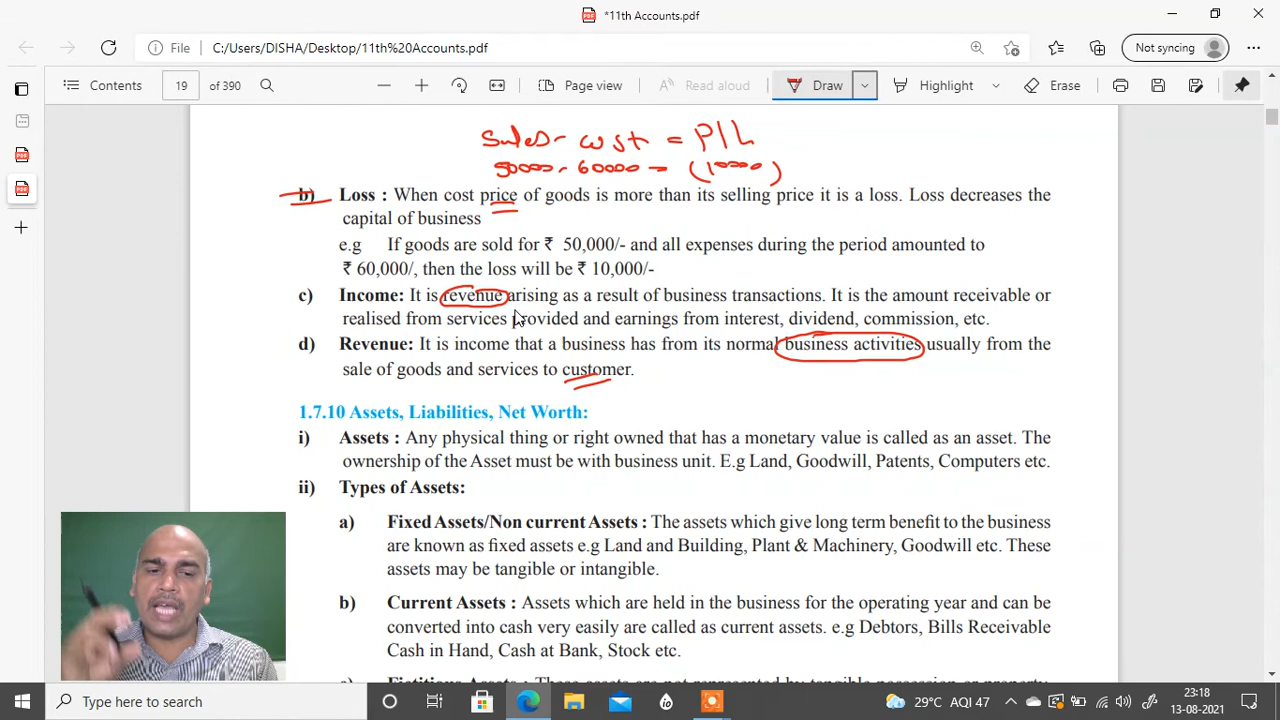 *11th Accounts.pdf
File
C:/Users/DISHA/Desktop/11th%20Accounts.pdf
Not syncing
Contents
19
of 390
Page view
Read aloud
Draw
Highlight
Erase
Sales - cost = P/L
50000 - 60000 = (10000)
b) Loss : When cost price of goods is more than its selling price it is a loss. Loss decreases the
capital of business
e.g If goods are sold for ₹ 50,000/- and all expenses during the period amounted to
₹ 60,000/, then the loss will be ₹ 10,000/-
c) Income: It is revenue arising as a result of business transactions. It is the amount receivable or
realised from services provided and earnings from interest, dividend, commission, etc.
d) Revenue: It is income that a business has from its normal business activities usually from the
sale of goods and services to customer.
1.7.10 Assets, Liabilities, Net Worth:
i) Assets : Any physical thing or right owned that has a monetary value is called as an asset. The
ownership of the Asset must be with business unit. E.g Land, Goodwill, Patents, Computers etc.
ii) Types of Assets:
a) Fixed Assets/Non current Assets : The assets which give long term benefit to the business
are known as fixed assets e.g Land and Building, Plant & Machinery, Goodwill etc. These
assets may be tangible or intangible.
b) Current Assets : Assets which are held in the business for the operating year and can be
converted into cash very easily are called as current assets. e.g Debtors, Bills Receivable
Cash in Hand, Cash at Bank, Stock etc.
Type here to search
29°C AQI 47
23:18
13-08-2021